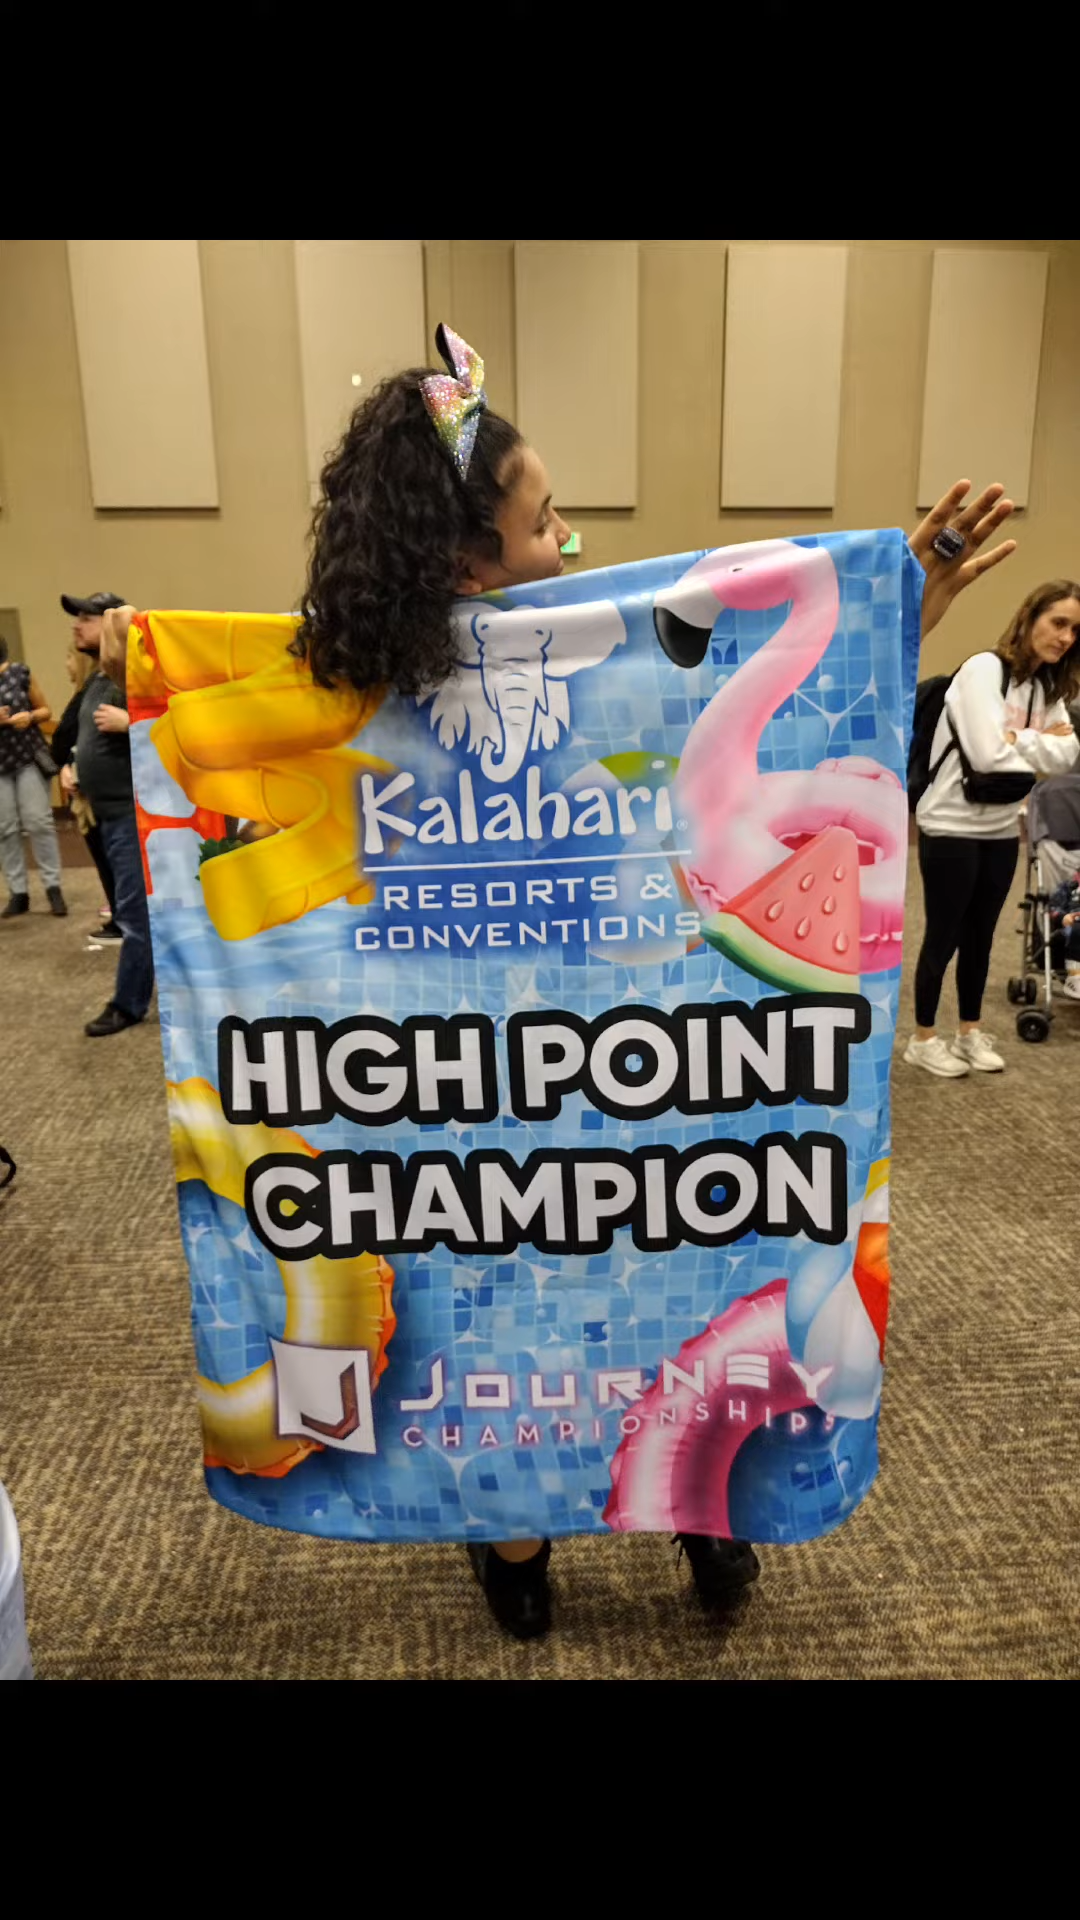 Kalahari®
RESORTS &
CONVENTIONS
HIGH POINT
CHAMPION
J JOURNEY
CHAMPIONSHIPS